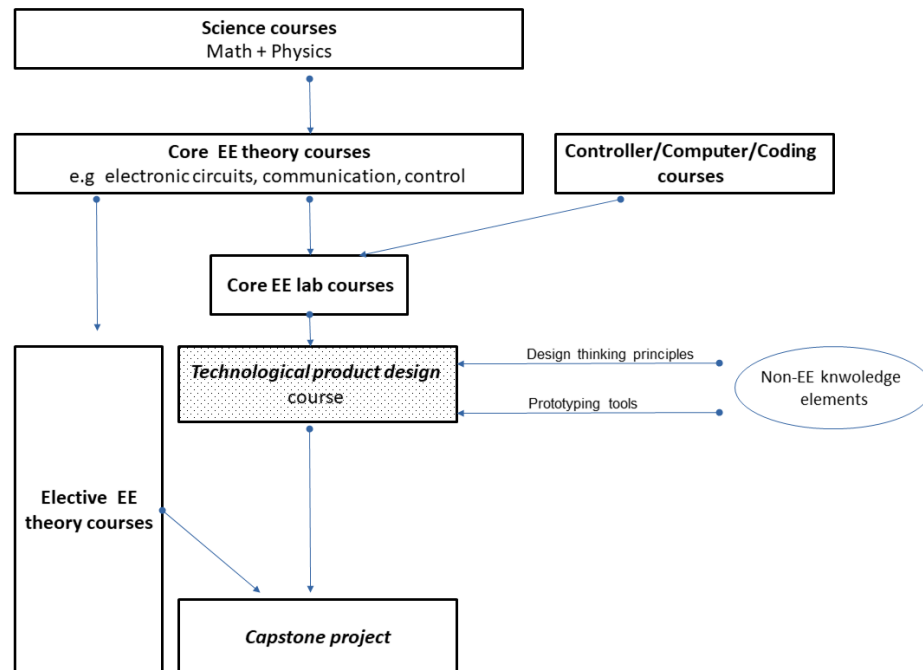 Science courses
Math + Physics
Core EE theory courses
e.g electronic circuits, communication, control
Controller/Computer/Coding
courses
Core EE lab courses
Technological product design
course
Design thinking principles
Prototyping tools
Non-EE knwoledge
elements
Elective EE
theory courses
Capstone project